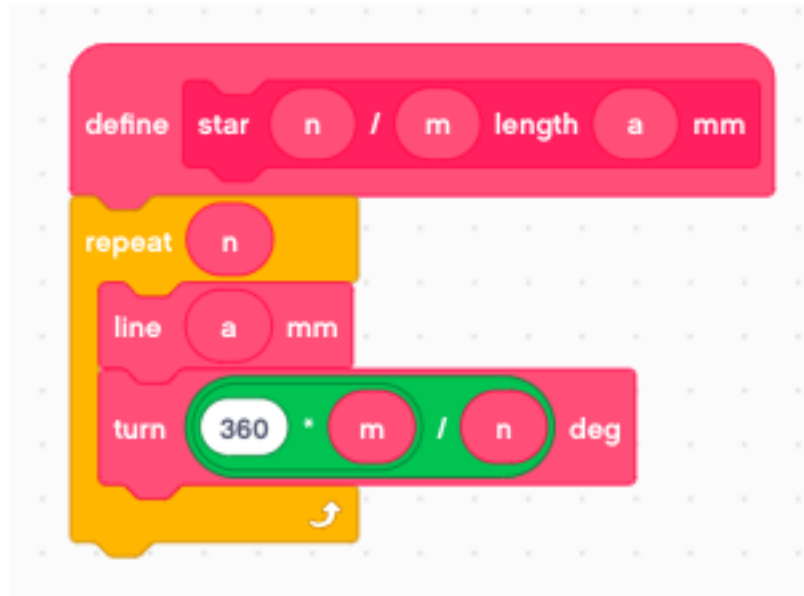 define star n / m length a mm
repeat n
line a mm
turn 360 * m / n deg